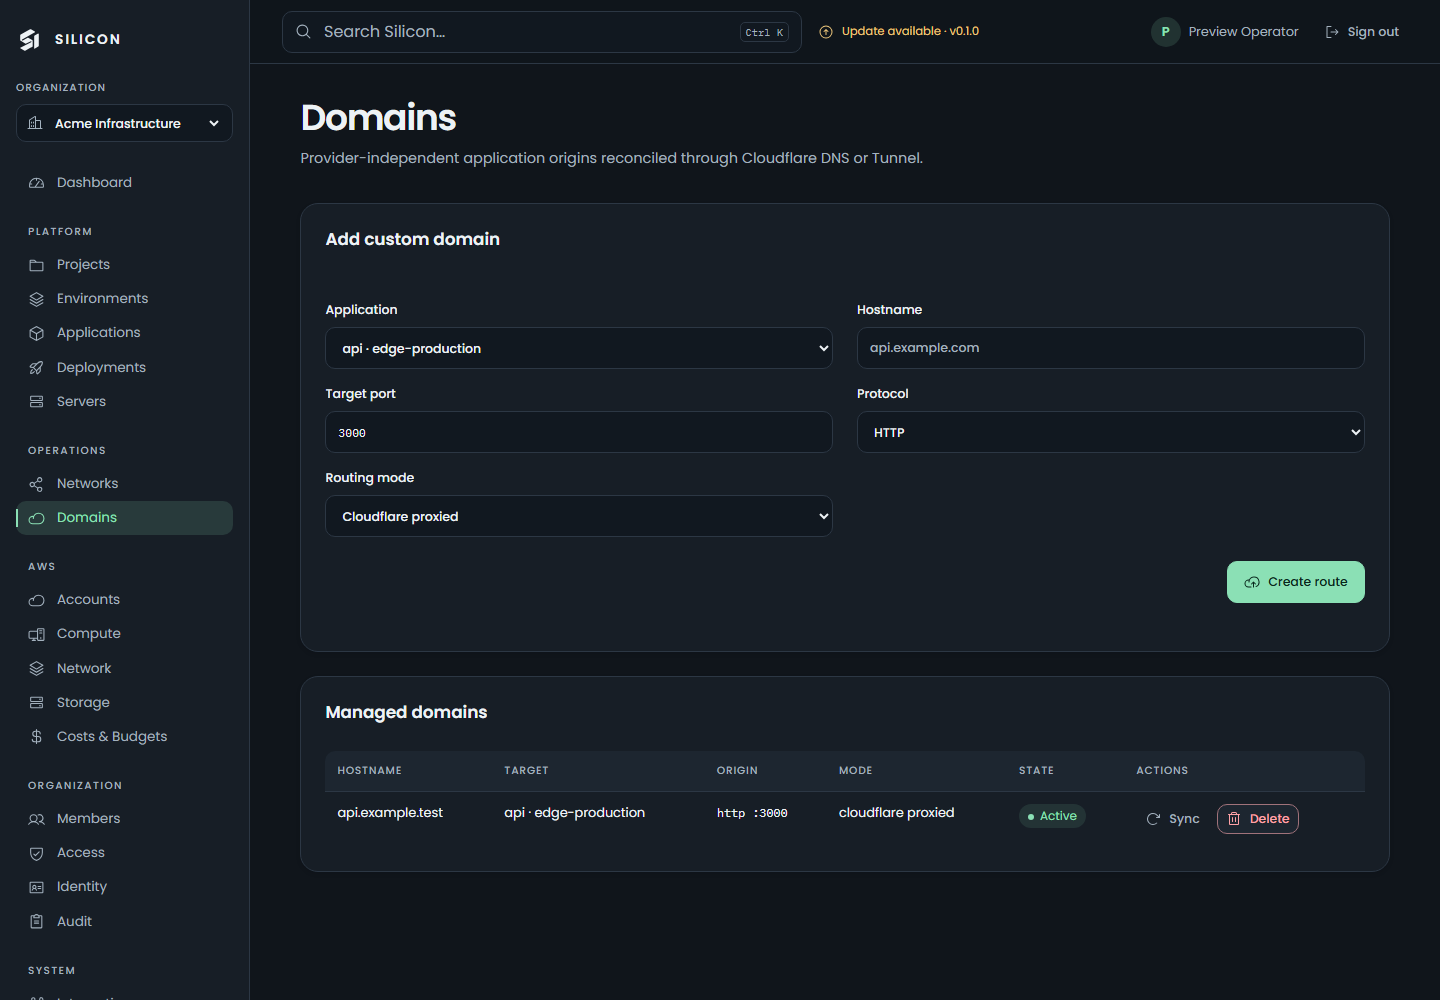 SILICON
Search Silicon...
Ctrl K
Update available · v0.1.0
P
Preview Operator
Sign out
ORGANIZATION
Acme Infrastructure
Dashboard
PLATFORM
Projects
Environments
Applications
Deployments
Servers
OPERATIONS
Networks
Domains
AWS
Accounts
Compute
Network
Storage
Costs & Budgets
ORGANIZATION
Members
Access
Identity
Audit
SYSTEM
Domains
Provider-independent application origins reconciled through Cloudflare DNS or Tunnel.
Add custom domain
Application
Hostname
api · edge-production
api.example.com
Target port
Protocol
3000
HTTP
Routing mode
Cloudflare proxied
Create route
Managed domains
HOSTNAME TARGET ORIGIN MODE STATE ACTIONS
api.example.test api · edge-production http :3000 cloudflare proxied Active Sync Delete